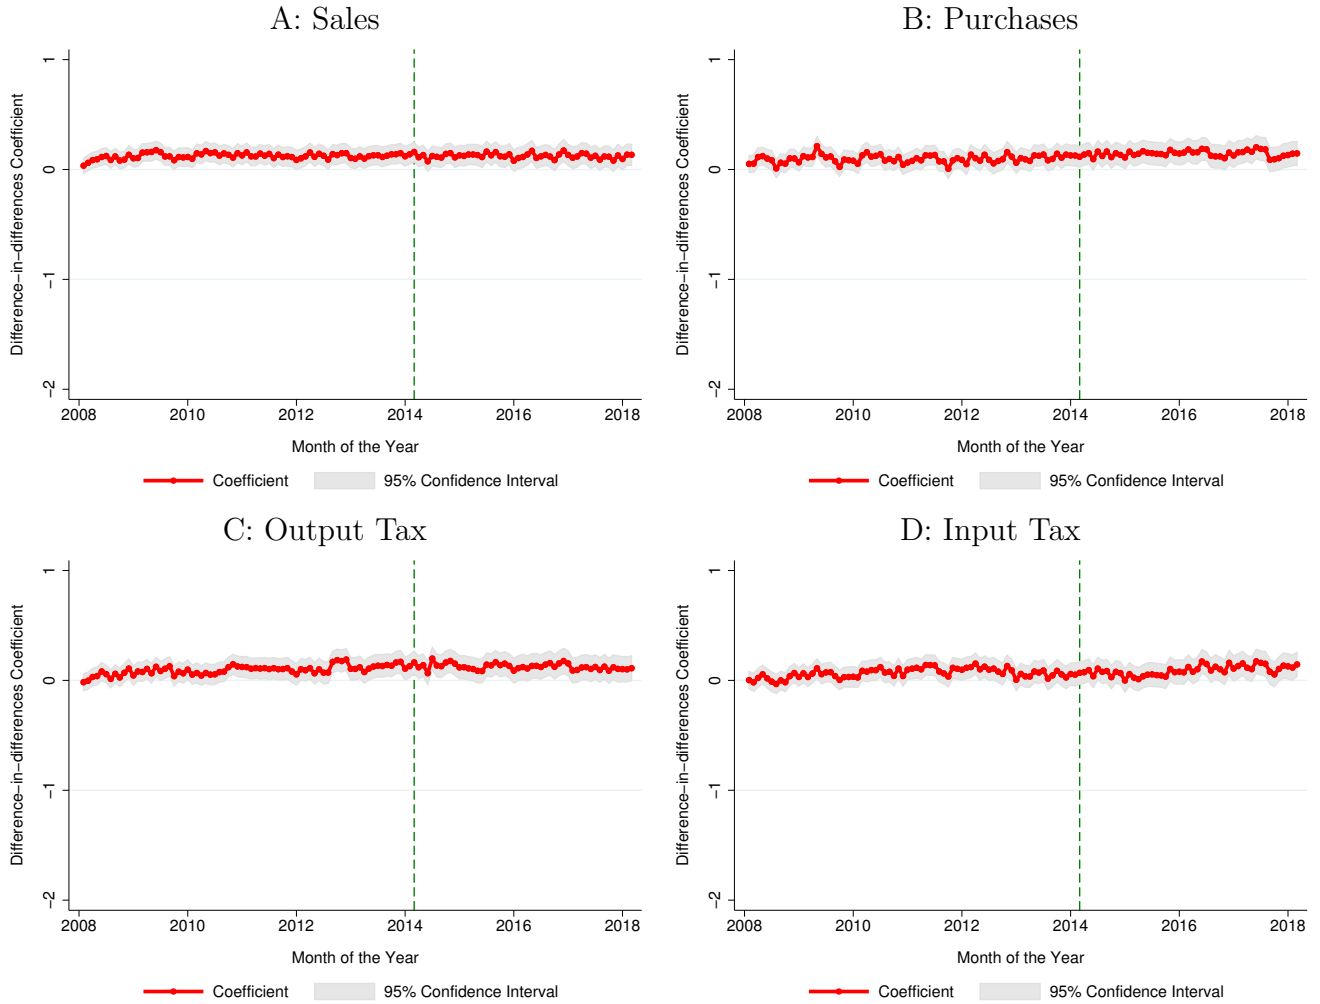 A: Sales
Difference−in−differences Coefficient
1
0
−1
−2
2008 2010 2012 2014 2016 2018
Month of the Year
Coefficient 95% Confidence Interval
B: Purchases
Difference−in−differences Coefficient
1
0
−1
−2
2008 2010 2012 2014 2016 2018
Month of the Year
Coefficient 95% Confidence Interval
C: Output Tax
Difference−in−differences Coefficient
1
0
−1
−2
2008 2010 2012 2014 2016 2018
Month of the Year
Coefficient 95% Confidence Interval
D: Input Tax
Difference−in−differences Coefficient
1
0
−1
−2
2008 2010 2012 2014 2016 2018
Month of the Year
Coefficient 95% Confidence Interval